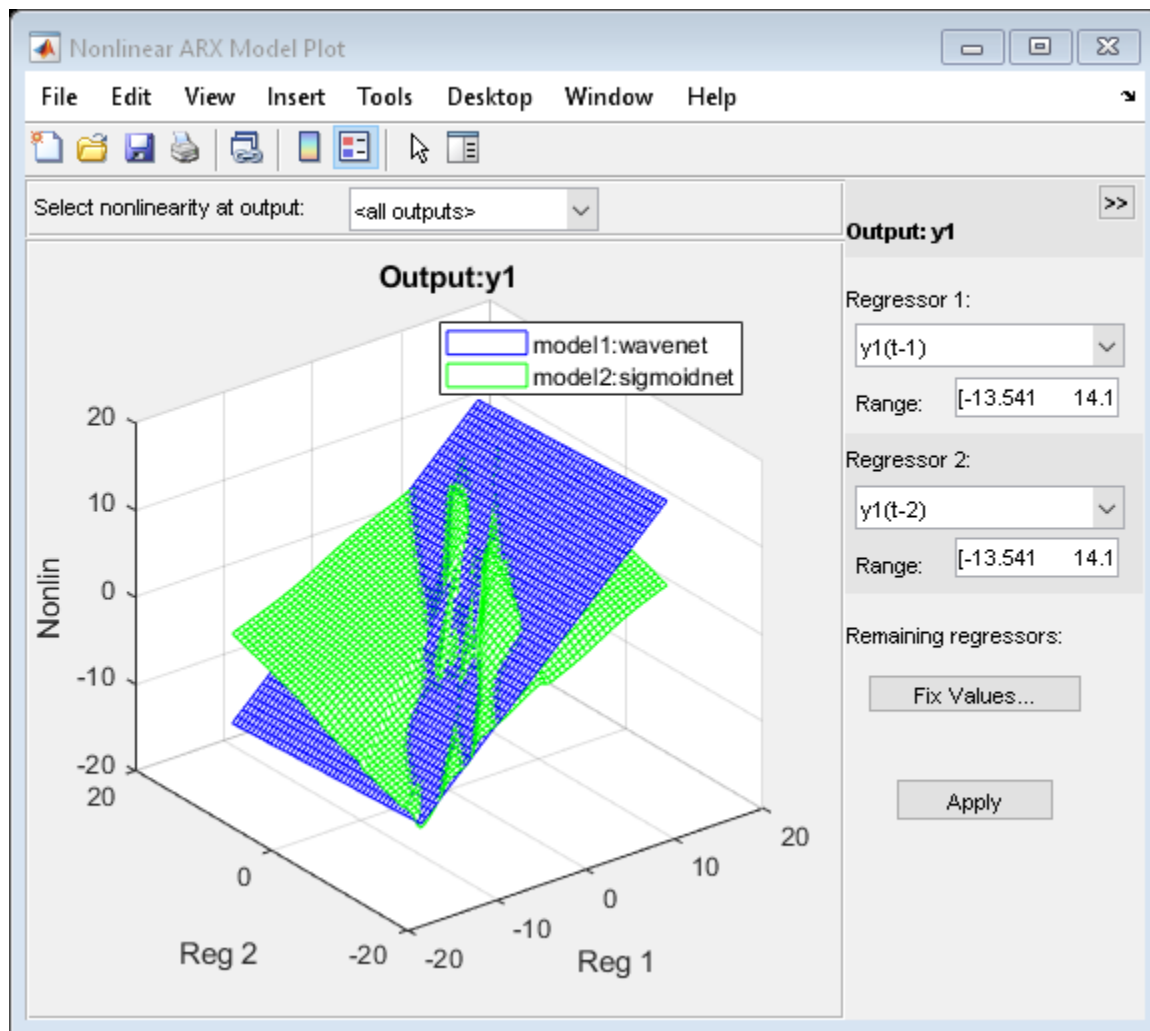 Nonlinear ARX Model Plot
File Edit View Insert Tools Desktop Window Help
Select nonlinearity at output: <all outputs>
>>
Output: y1
Output:y1
model1:wavenet
model2:sigmoidnet
Nonlin
20
10
0
-10
-20
20
0
-20
Reg 2
-20
-10
0
10
20
Reg 1
Regressor 1:
y1(t-1)
Range: [-13.541 14.1
Regressor 2:
y1(t-2)
Range: [-13.541 14.1
Remaining regressors:
Fix Values...
Apply